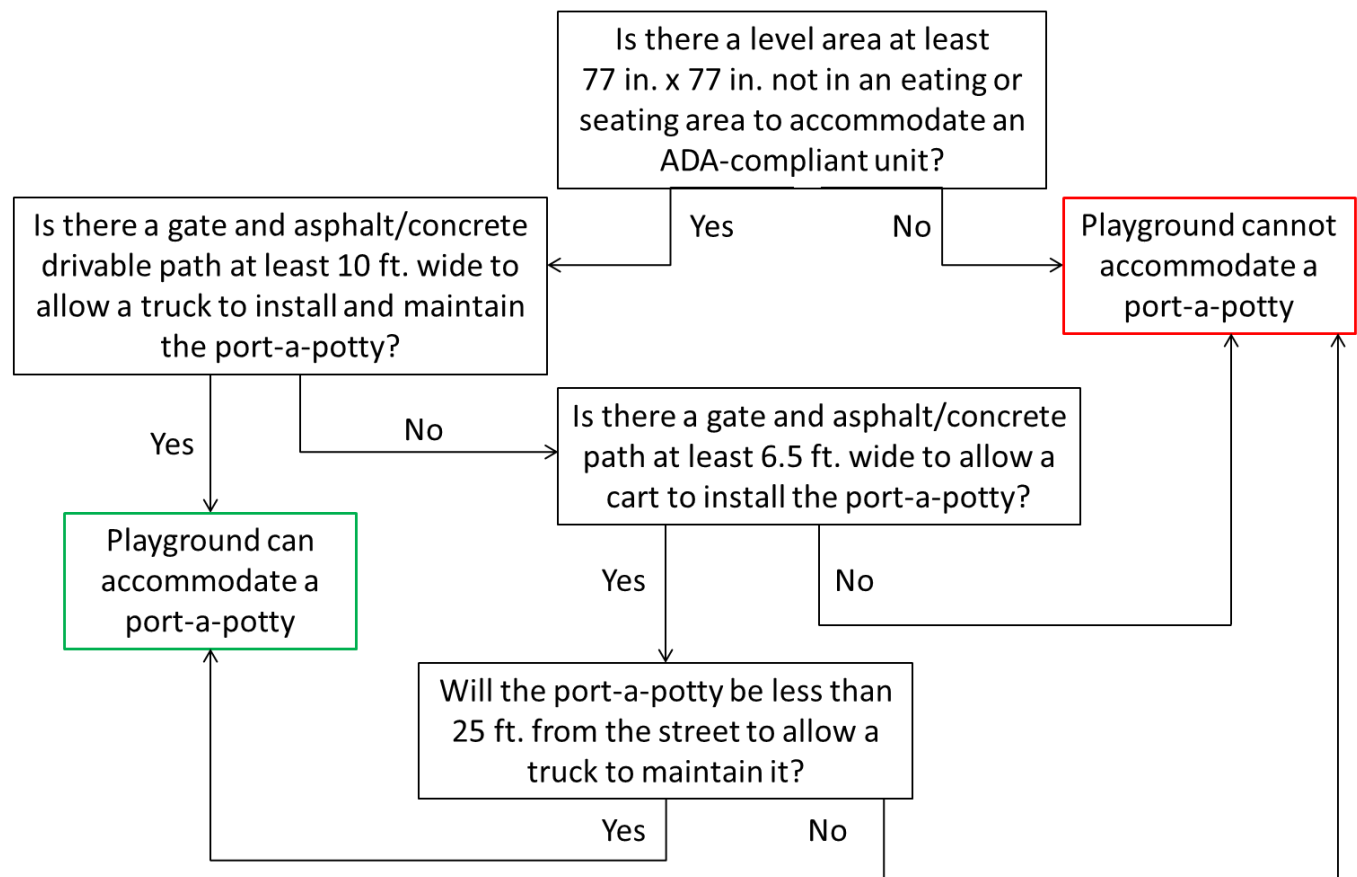 Is there a level area at least
77 in. x 77 in. not in an eating or
seating area to accommodate an
ADA-compliant unit?
Yes
No
Is there a gate and asphalt/concrete
drivable path at least 10 ft. wide to
allow a truck to install and maintain
the port-a-potty?
Playground cannot
accommodate a
port-a-potty
Yes
No
Is there a gate and asphalt/concrete
path at least 6.5 ft. wide to allow a
cart to install the port-a-potty?
Playground can
accommodate a
port-a-potty
Yes
No
Will the port-a-potty be less than
25 ft. from the street to allow a
truck to maintain it?
Yes
No